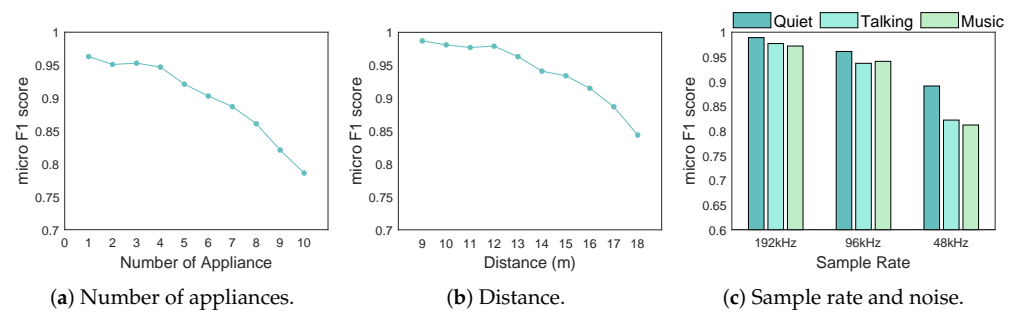 Quiet Talking Music
1
0.95
0.9
0.85
0.8
0.75
0.7
0 1 2 3 4 5 6 7 8 9 10
micro F1 score
Number of Appliance
(a) Number of appliances.
1
0.95
0.9
0.85
0.8
0.75
0.7
9 10 11 12 13 14 15 16 17 18
micro F1 score
Distance (m)
(b) Distance.
1
0.95
0.9
0.85
0.8
0.75
0.7
0.65
0.6
192kHz 96kHz 48kHz
micro F1 score
Sample Rate
(c) Sample rate and noise.